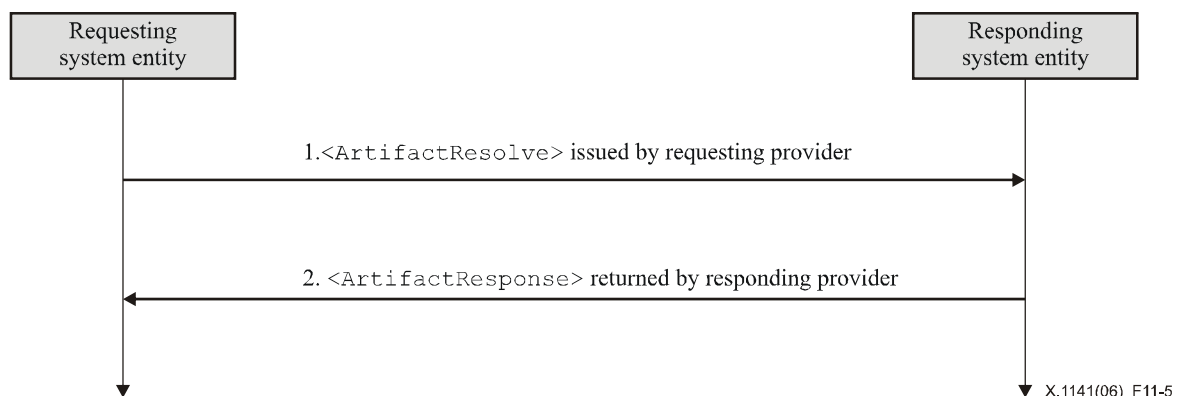 Requesting
system entity
Responding
system entity
1.<ArtifactResolve> issued by requesting provider
2. <ArtifactResponse> returned by responding provider
X.1141(06)_F11-5